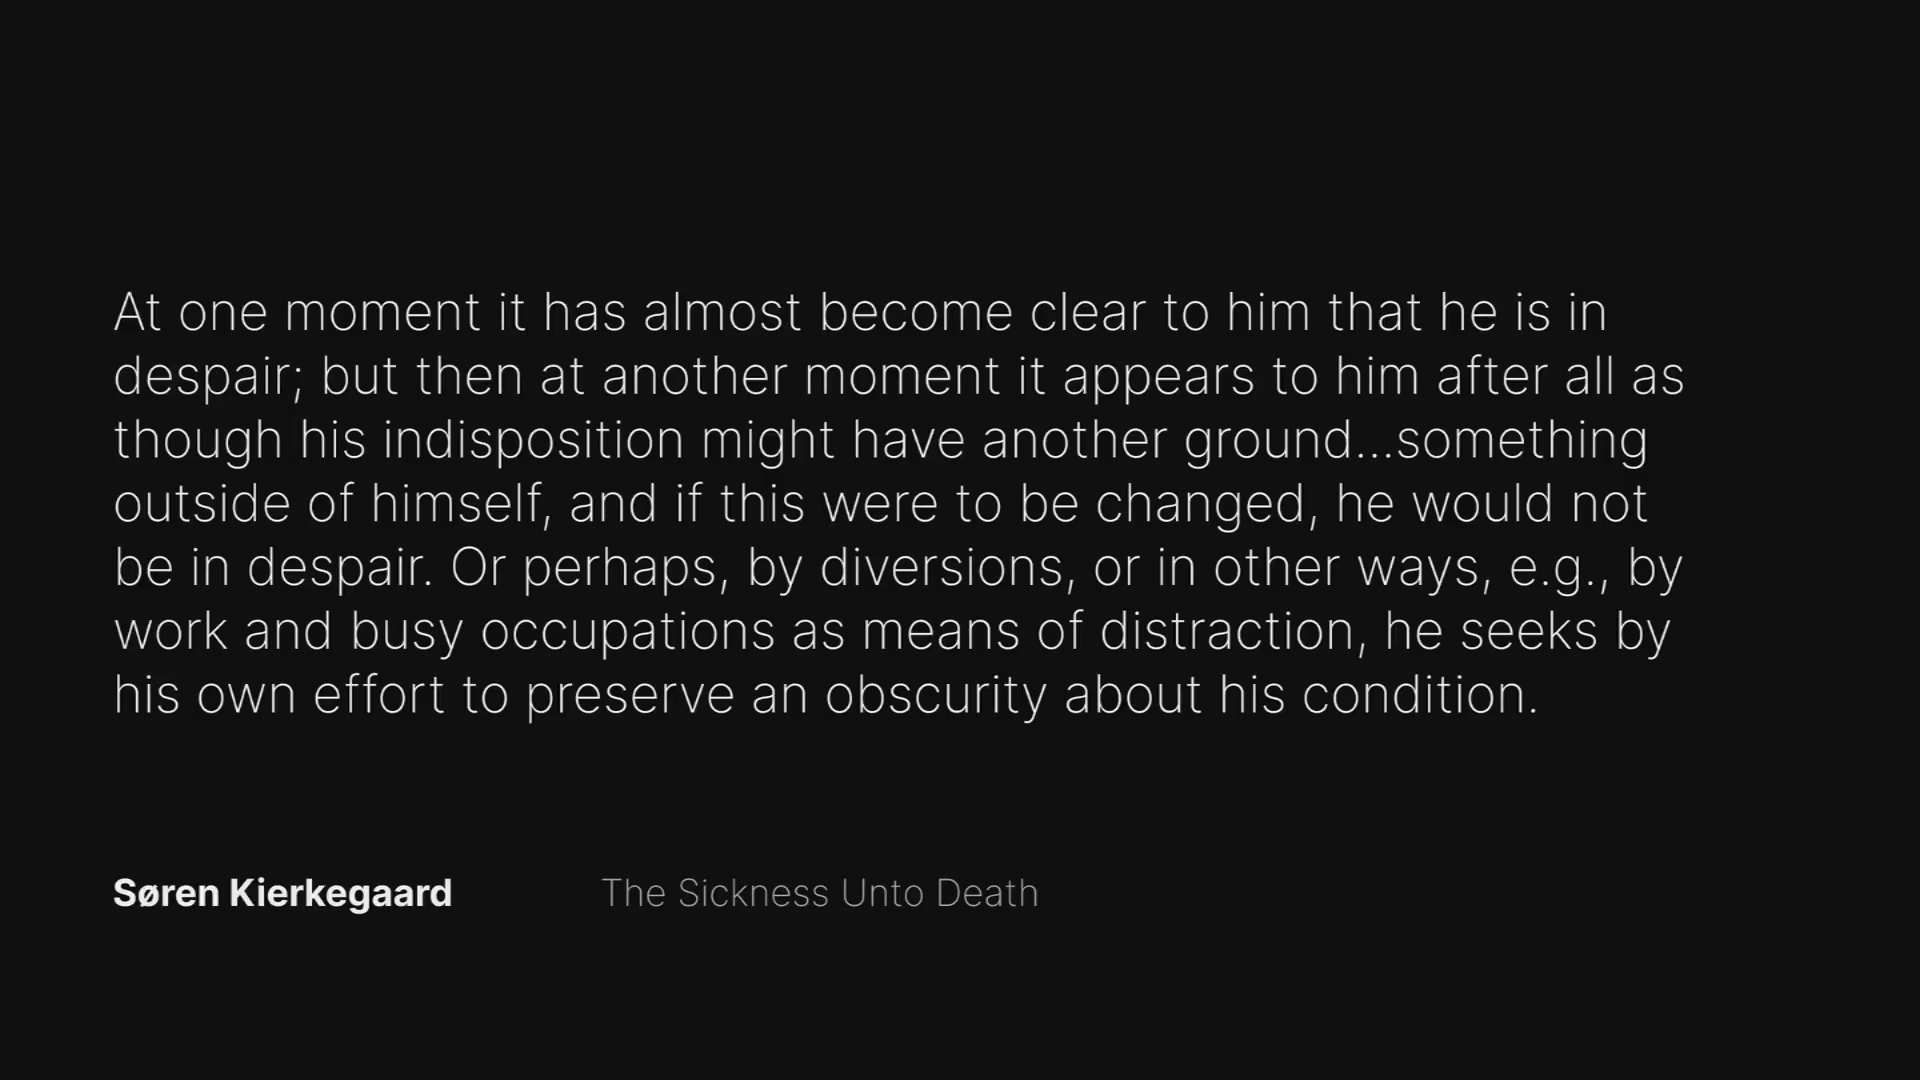 At one moment it has almost become clear to him that he is in
despair; but then at another moment it appears to him after all as
though his indisposition might have another ground...something
outside of himself, and if this were to be changed, he would not
be in despair. Or perhaps, by diversions, or in other ways, e.g., by
work and busy occupations as means of distraction, he seeks by
his own effort to preserve an obscurity about his condition.
Søren Kierkegaard
The Sickness Unto Death